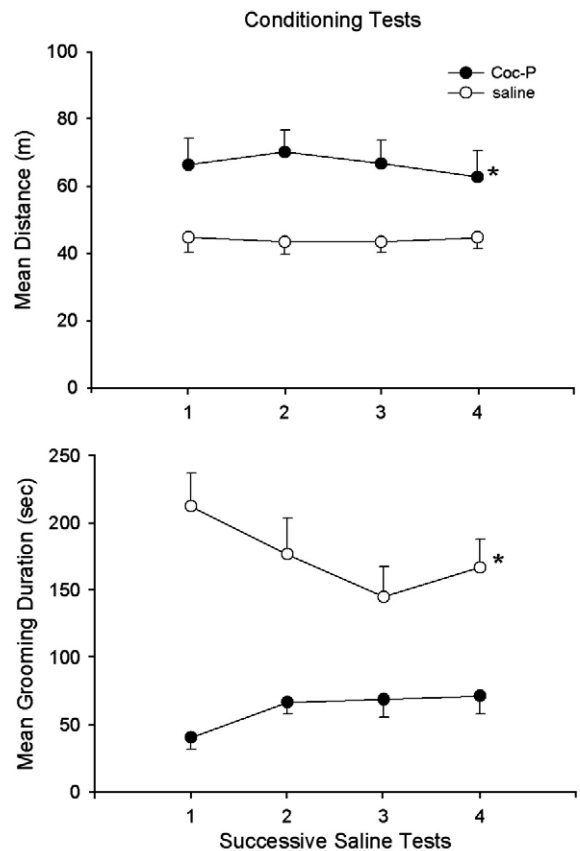 Conditioning Tests
100
80
60
40
20
0
Mean Distance (m)
Coc-P
saline
*
1 2 3 4
250
200
150
100
50
0
Mean Grooming Duration (sec)
*
1 2 3 4
Successive Saline Tests